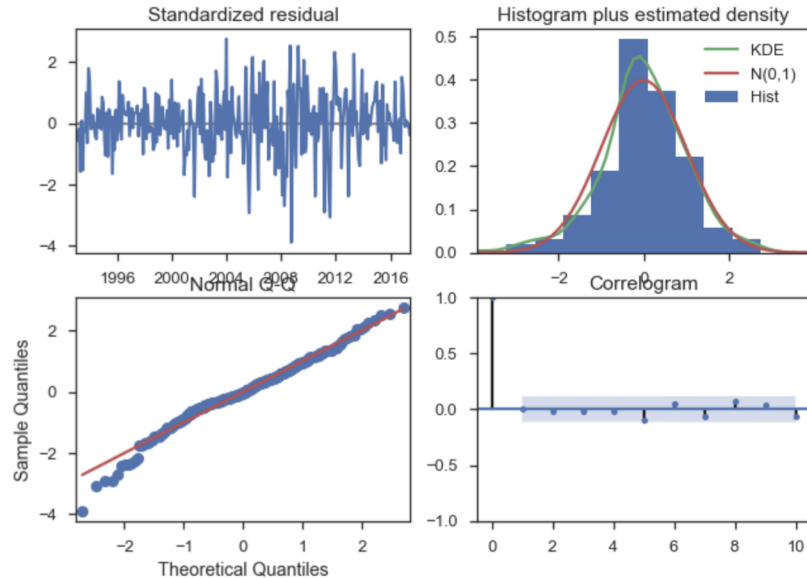 Standardized residual
2
0
−2
−4
1996 2000 2004 2008 2012 2016
Histogram plus estimated density
0.5
0.4
0.3
0.2
0.1
0.0
KDE
N(0,1)
Hist
−2 0 2
Normal Q-Q
Sample Quantiles
2
0
−2
−4
−2 −1 0 1 2
Theoretical Quantiles
Correlogram
1.0
0.5
0.0
−0.5
−1.0
0 2 4 6 8 10